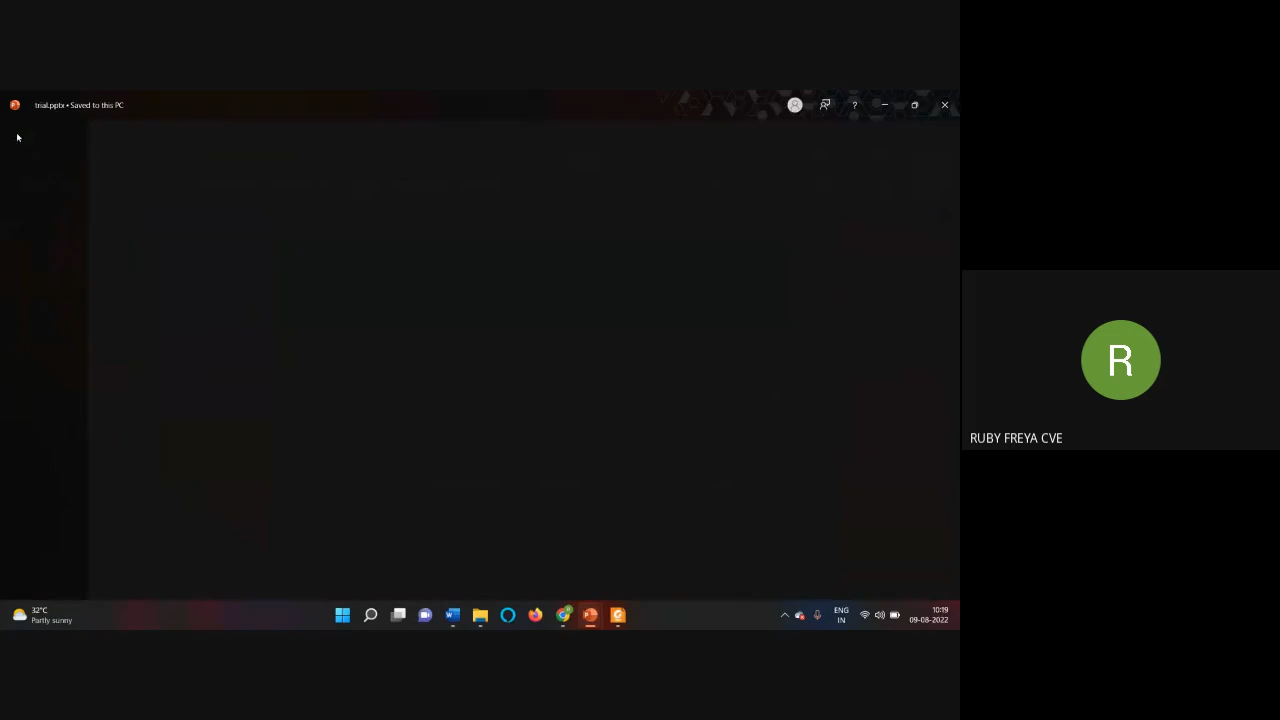 trial.pptx • Saved to this PC
R
RUBY FREYA CVE
32°C
Partly sunny
ENG
IN
10:19
09-08-2022